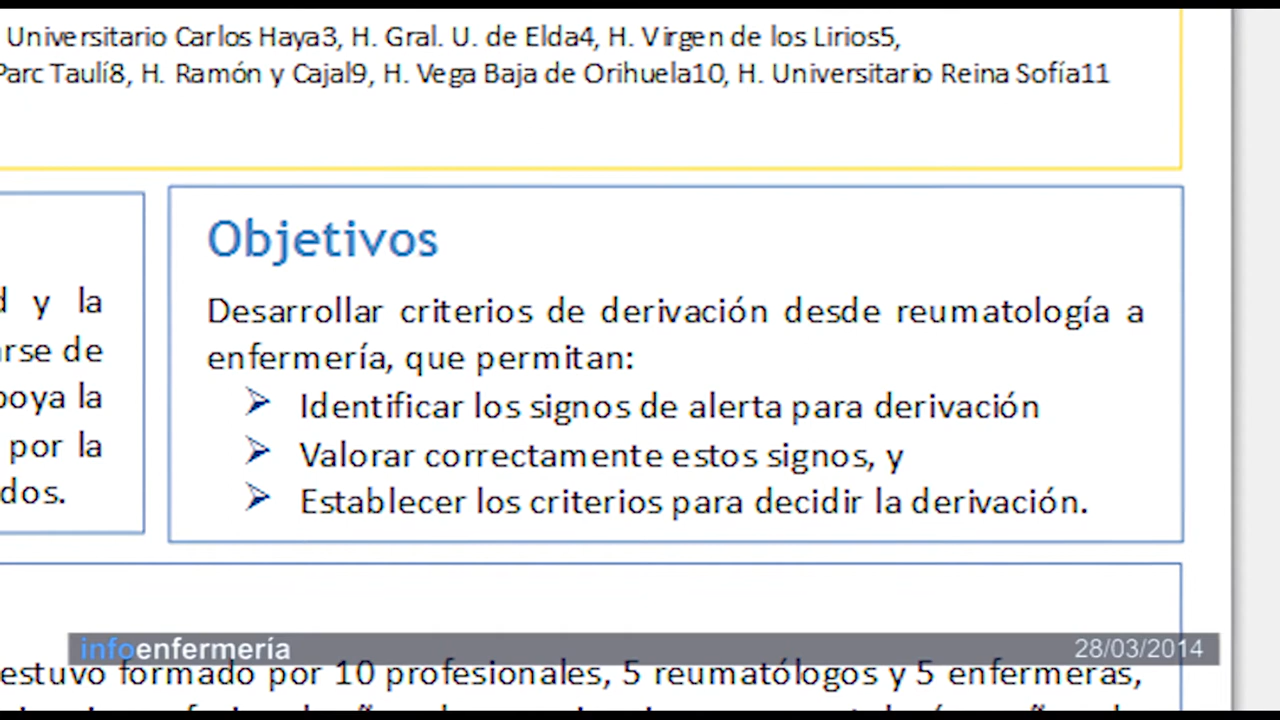 Universitario Carlos Haya3, H. Gral. U. de Elda4, H. Virgen de los Lirios5,
Parc Taulí8, H. Ramón y Cajal9, H. Vega Baja de Orihuela10, H. Universitario Reina Sofía11
Objetivos
Desarrollar criterios de derivación desde reumatología a
enfermería, que permitan:
➢ Identificar los signos de alerta para derivación
➢ Valorar correctamente estos signos, y
➢ Establecer los criterios para decidir la derivación.
y la
de
la
por la
infoenfermería 28/03/2014
estuvo formado por 10 profesionales, 5 reumatólogos y 5 enfermeras,